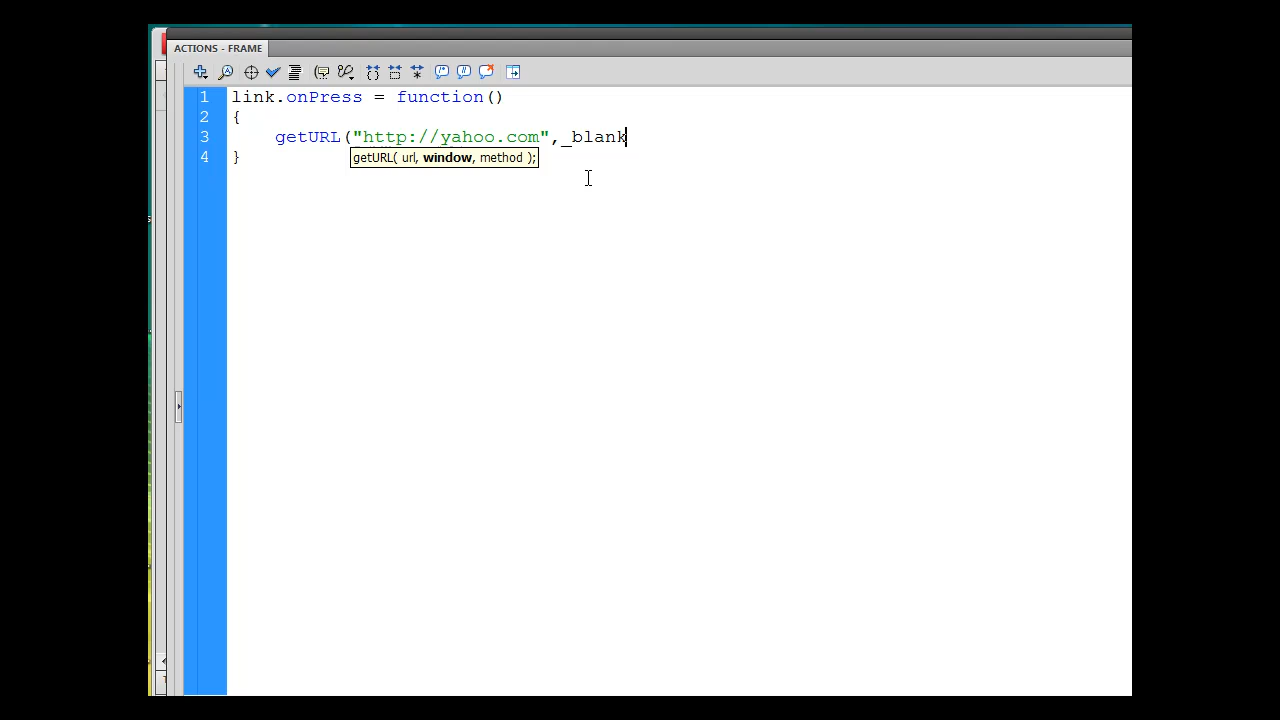 ACTIONS - FRAME
1 link.onPress = function()
2 {
3 getURL("http://yahoo.com",_blank
getURL( url, window, method );
4 }